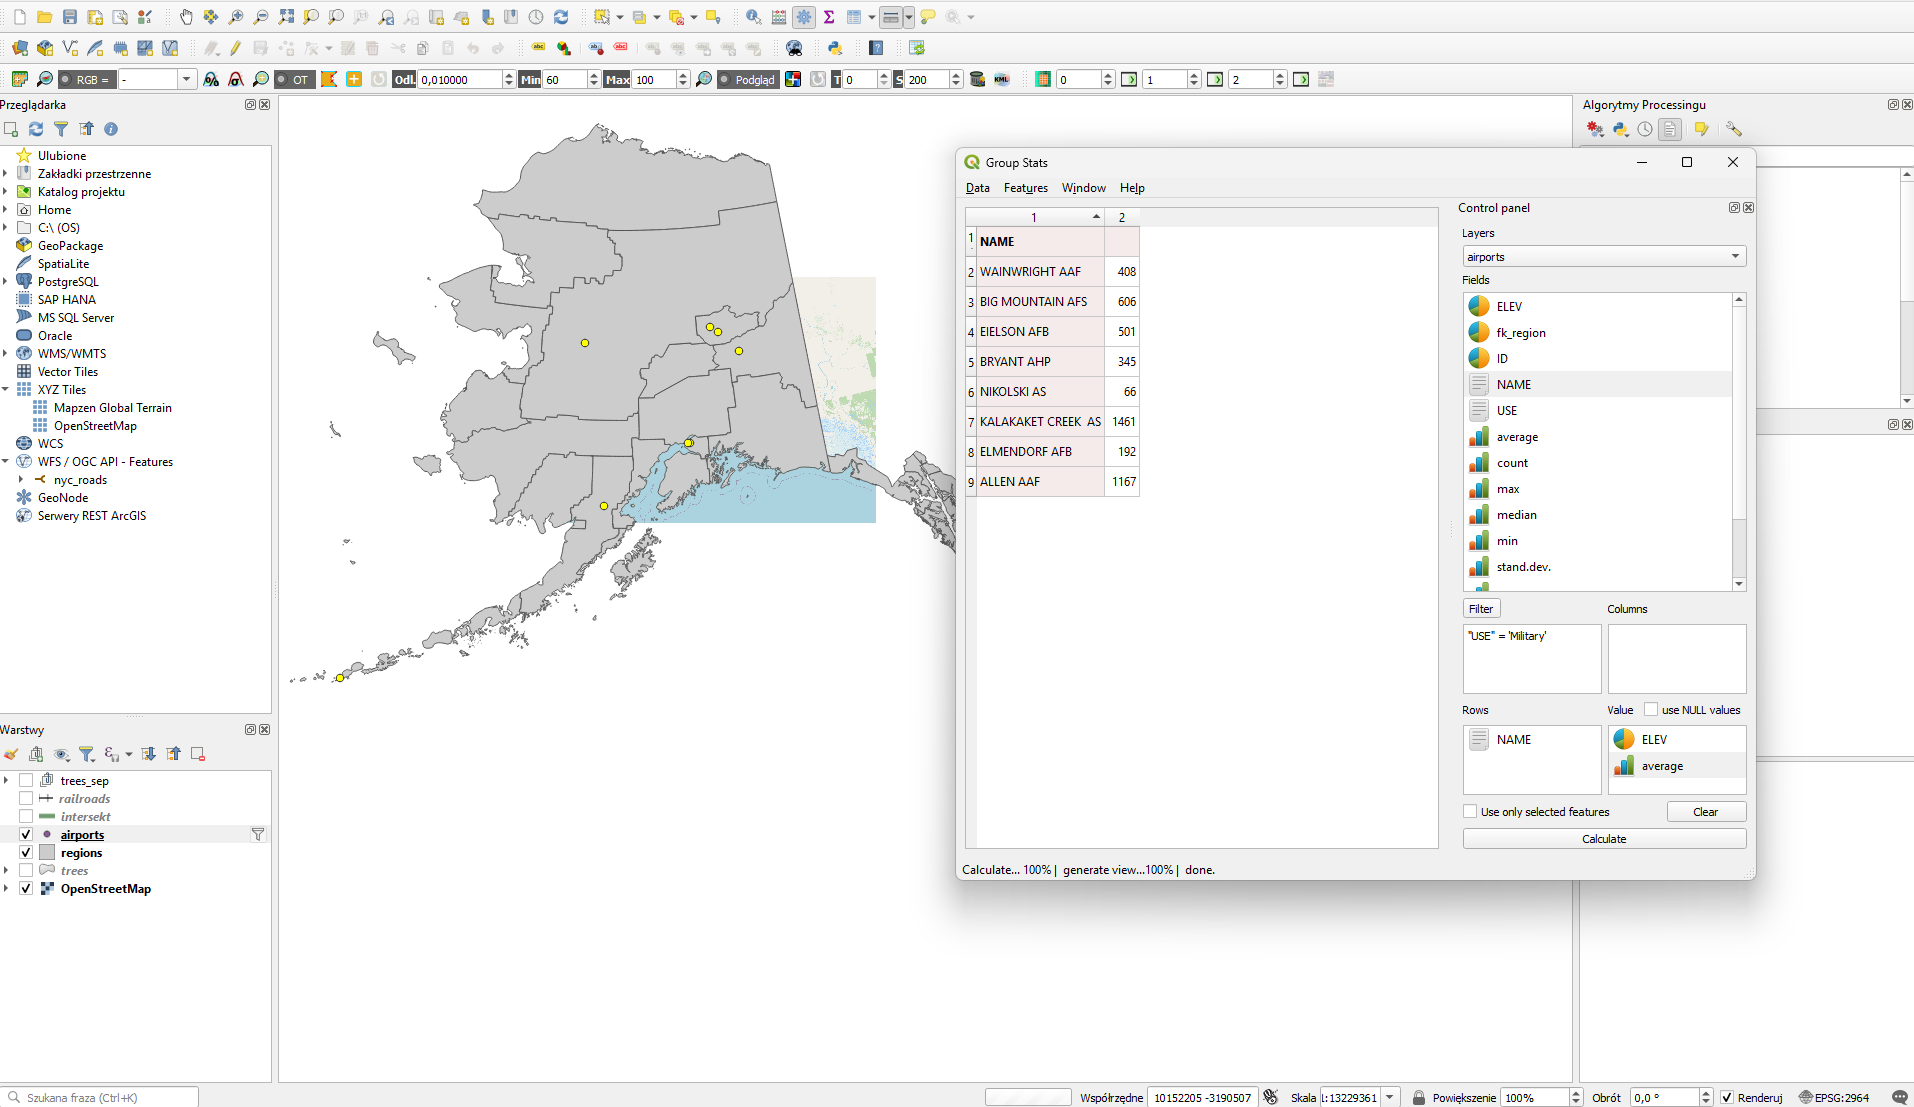 RGB =
-
OT
Odl.
0,010000
Min
60
Max
100
Podgląd
T
0
S
200
KML
0
1
2
Przeglądarka
Ulubione
Zakładki przestrzenne
Katalog projektu
Home
C:\ (OS)
GeoPackage
SpatiaLite
PostgreSQL
SAP HANA
MS SQL Server
Oracle
WMS/WMTS
Vector Tiles
XYZ Tiles
Mapzen Global Terrain
OpenStreetMap
WCS
WFS / OGC API - Features
nyc_roads
GeoNode
Serwery REST ArcGIS
Warstwy
trees_sep
railroads
intersekt
airports
regions
trees
OpenStreetMap
Algorytmy Processingu
Group Stats
Data Features Window Help
1 2
1 NAME
2 WAINWRIGHT AAF 408
3 BIG MOUNTAIN AFS 606
4 EIELSON AFB 501
5 BRYANT AHP 345
6 NIKOLSKI AS 66
7 KALAKAKET CREEK AS 1461
8 ELMENDORF AFB 192
9 ALLEN AAF 1167
Control panel
Layers
airports
Fields
ELEV
fk_region
ID
NAME
USE
average
count
max
median
min
stand.dev.
Filter
Columns
"USE" = 'Military'
Rows
Value
use NULL values
NAME
ELEV
average
Use only selected features
Clear
Calculate
Calculate... 100% | generate view...100% | done.
Szukana fraza (Ctrl+K)
Współrzędne
10152205 -3190507
Skala
1:13229361
Powiększenie
100%
Obrót
0,0 °
Renderuj
EPSG:2964